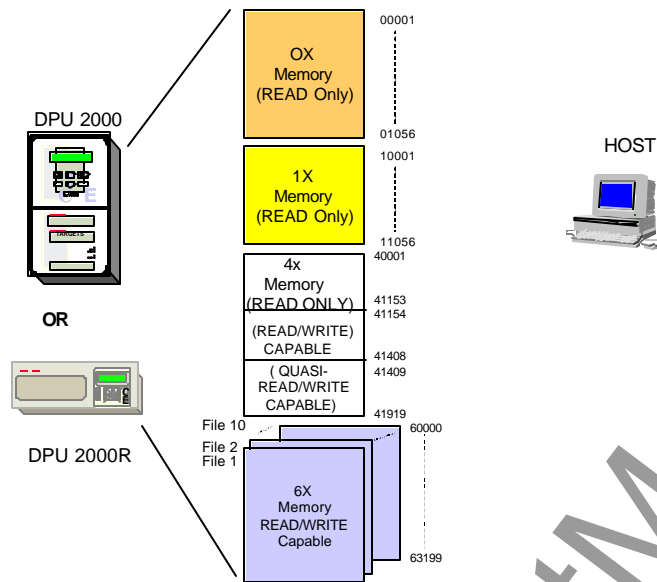 OX
Memory
(READ Only)
00001
01056
DPU 2000
C E
TARGETS
1X
Memory
(READ Only)
10001
11056
HOST
4x
Memory
(READ ONLY)
40001
41153
41154
(READ/WRITE)
CAPABLE
41408
41409
( QUASI-
READ/WRITE
CAPABLE)
41919
OR
DPU 2000R
File 10
File 2
File 1
60000
6X
Memory
READ/WRITE
Capable
63199